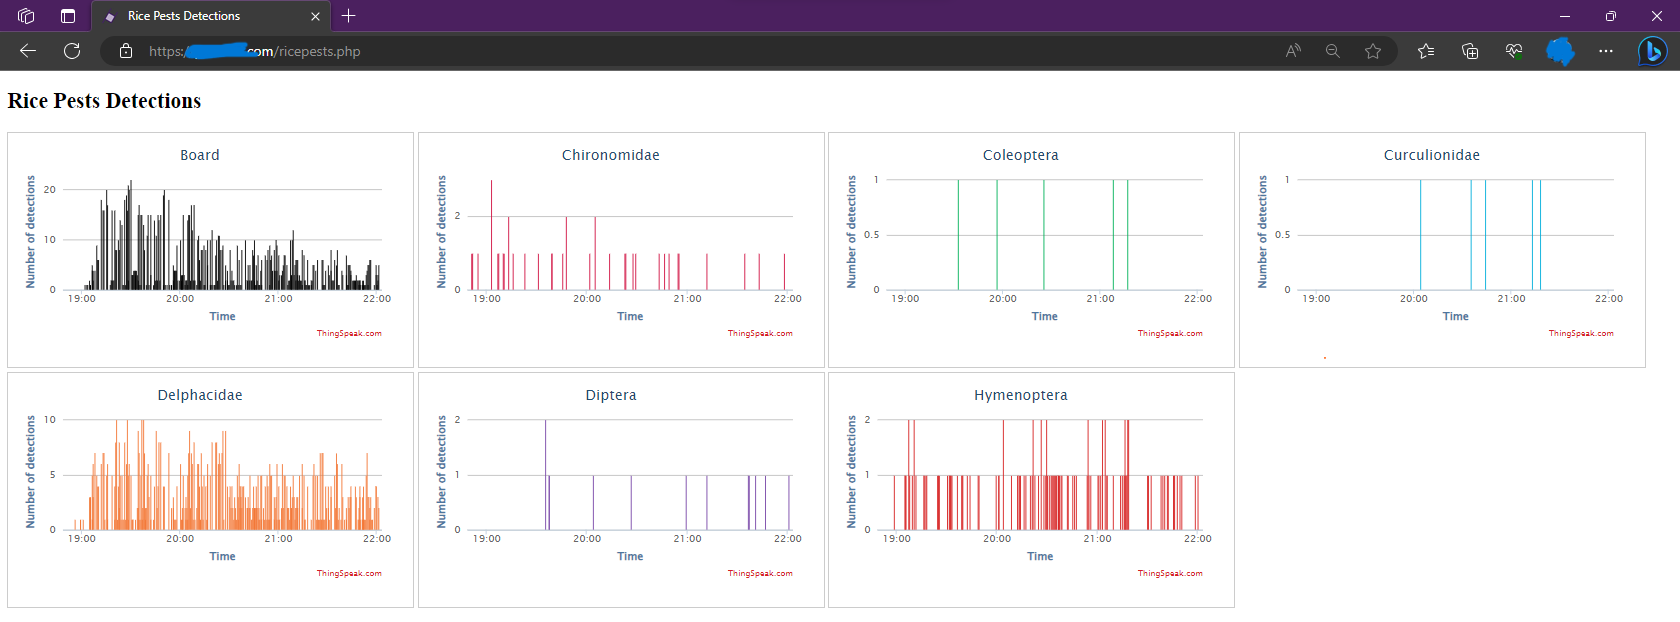 Rice Pests Detections
https:/
.com/ricepests.php
Rice Pests Detections
Board
Number of detections
20
10
0
19:00 20:00 21:00 22:00
Time
ThingSpeak.com
Chironomidae
Number of detections
2
0
19:00 20:00 21:00 22:00
Time
ThingSpeak.com
Coleoptera
Number of detections
1
0.5
0
19:00 20:00 21:00 22:00
Time
ThingSpeak.com
Curculionidae
Number of detections
1
0.5
0
19:00 20:00 21:00 22:00
Time
ThingSpeak.com
Delphacidae
Number of detections
10
5
0
19:00 20:00 21:00 22:00
Time
ThingSpeak.com
Diptera
Number of detections
2
1
0
19:00 20:00 21:00 22:00
Time
ThingSpeak.com
Hymenoptera
Number of detections
2
1
0
19:00 20:00 21:00 22:00
Time
ThingSpeak.com